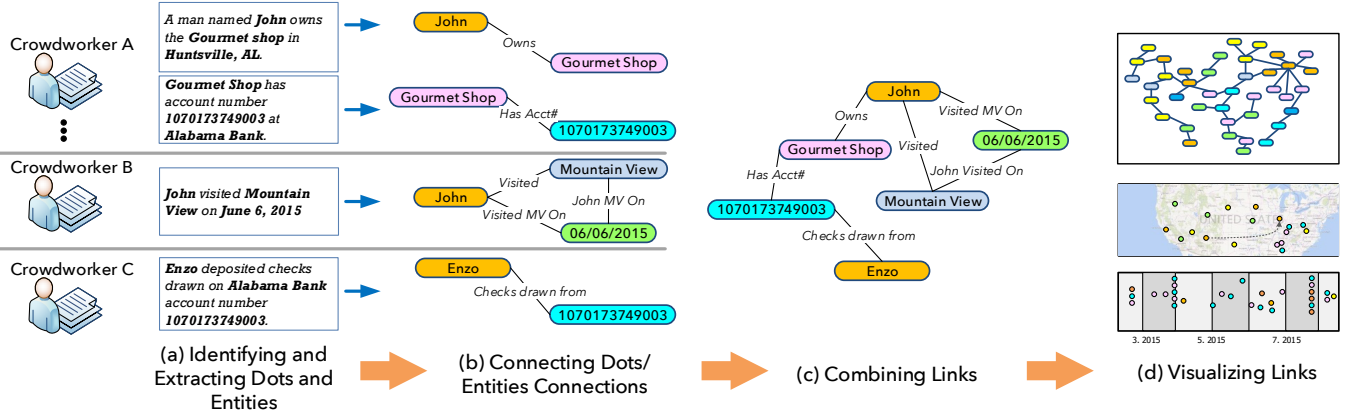 Crowdworker A
A man named John owns
the Gourmet shop in
Huntsville, AL.
John
Owns
Gourmet Shop
Gourmet Shop has
account number
1070173749003 at
Alabama Bank.
Gourmet Shop
Has Acct#
1070173749003
Crowdworker B
John visited Mountain
View on June 6, 2015
John
Visited
Mountain View
Visited MV On
John MV On
06/06/2015
Crowdworker C
Enzo deposited checks
drawn on Alabama Bank
account number
1070173749003.
Enzo
Checks drawn from
1070173749003
John
Owns
Visited MV On
Gourmet Shop
Visited
06/06/2015
Has Acct#
John Visited On
1070173749003
Mountain View
Checks drawn from
Enzo
UNITED STATES
3. 2015
5. 2015
7. 2015
(a) Identifying and
Extracting Dots and
Entities
(b) Connecting Dots/
Entities Connections
(c) Combining Links
(d) Visualizing Links